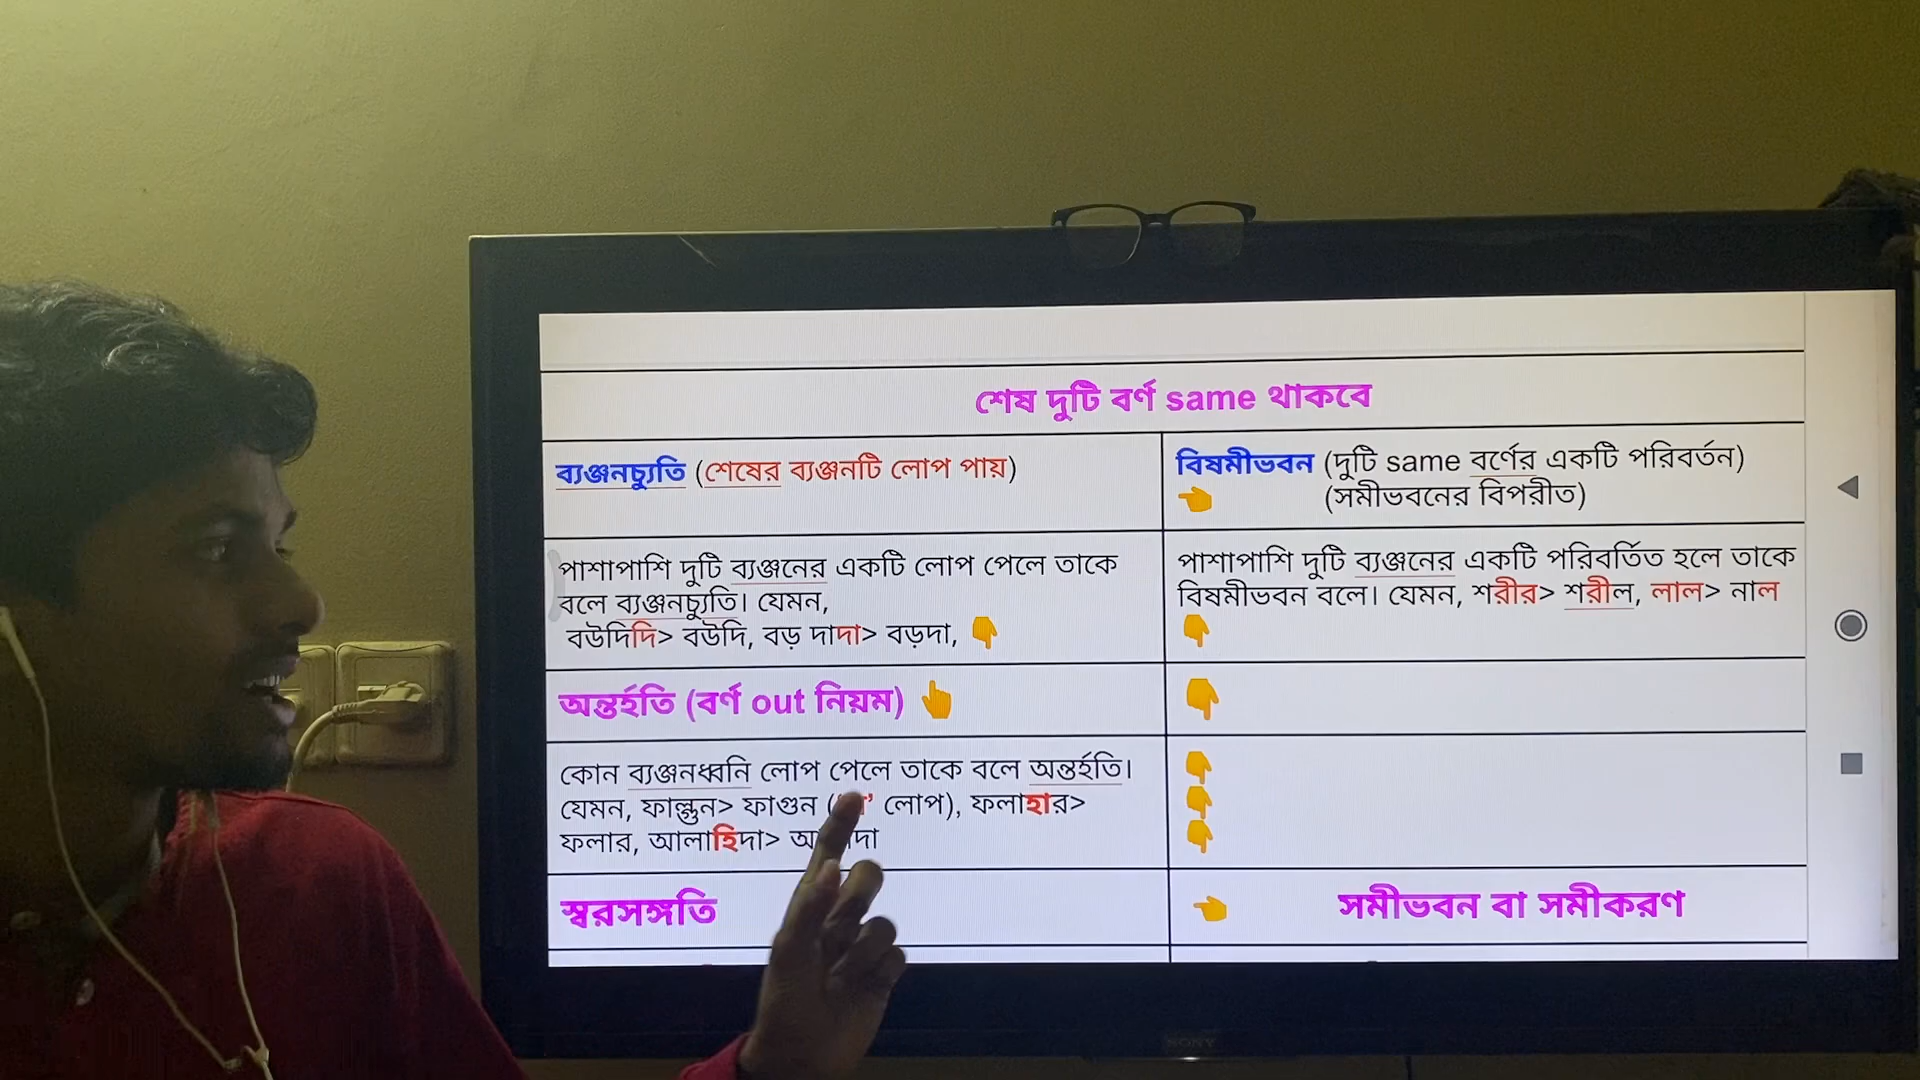 শেষ দুটি বর্ণ same থাকবে
ব্যঞ্জনচ্যুতি (শেষের ব্যঞ্জনটি লোপ পায়)
বিষমীভবন (দুটি same বর্ণের একটি পরিবর্তন)
(সমীভবনের বিপরীত)
পাশাপাশি দুটি ব্যঞ্জনের একটি লোপ পেলে তাকে
বলে ব্যঞ্জনচ্যুতি। যেমন,
বউদিদি> বউদি, বড় দাদা> বড়দা,
পাশাপাশি দুটি ব্যঞ্জনের একটি পরিবর্তিত হলে তাকে
বিষমীভবন বলে। যেমন, শরীর> শরীল, লাল> নাল
অন্তর্হতি (বর্ণ out নিয়ম)
কোন ব্যঞ্জনধ্বনি লোপ পেলে তাকে বলে অন্তর্হতি।
যেমন, ফাল্গুন> ফাগুন ( লোপ), ফলাহার>
ফলার, আলাহিদা>
স্বরসঙ্গতি
সমীভবন বা সমীকরণ
SONY